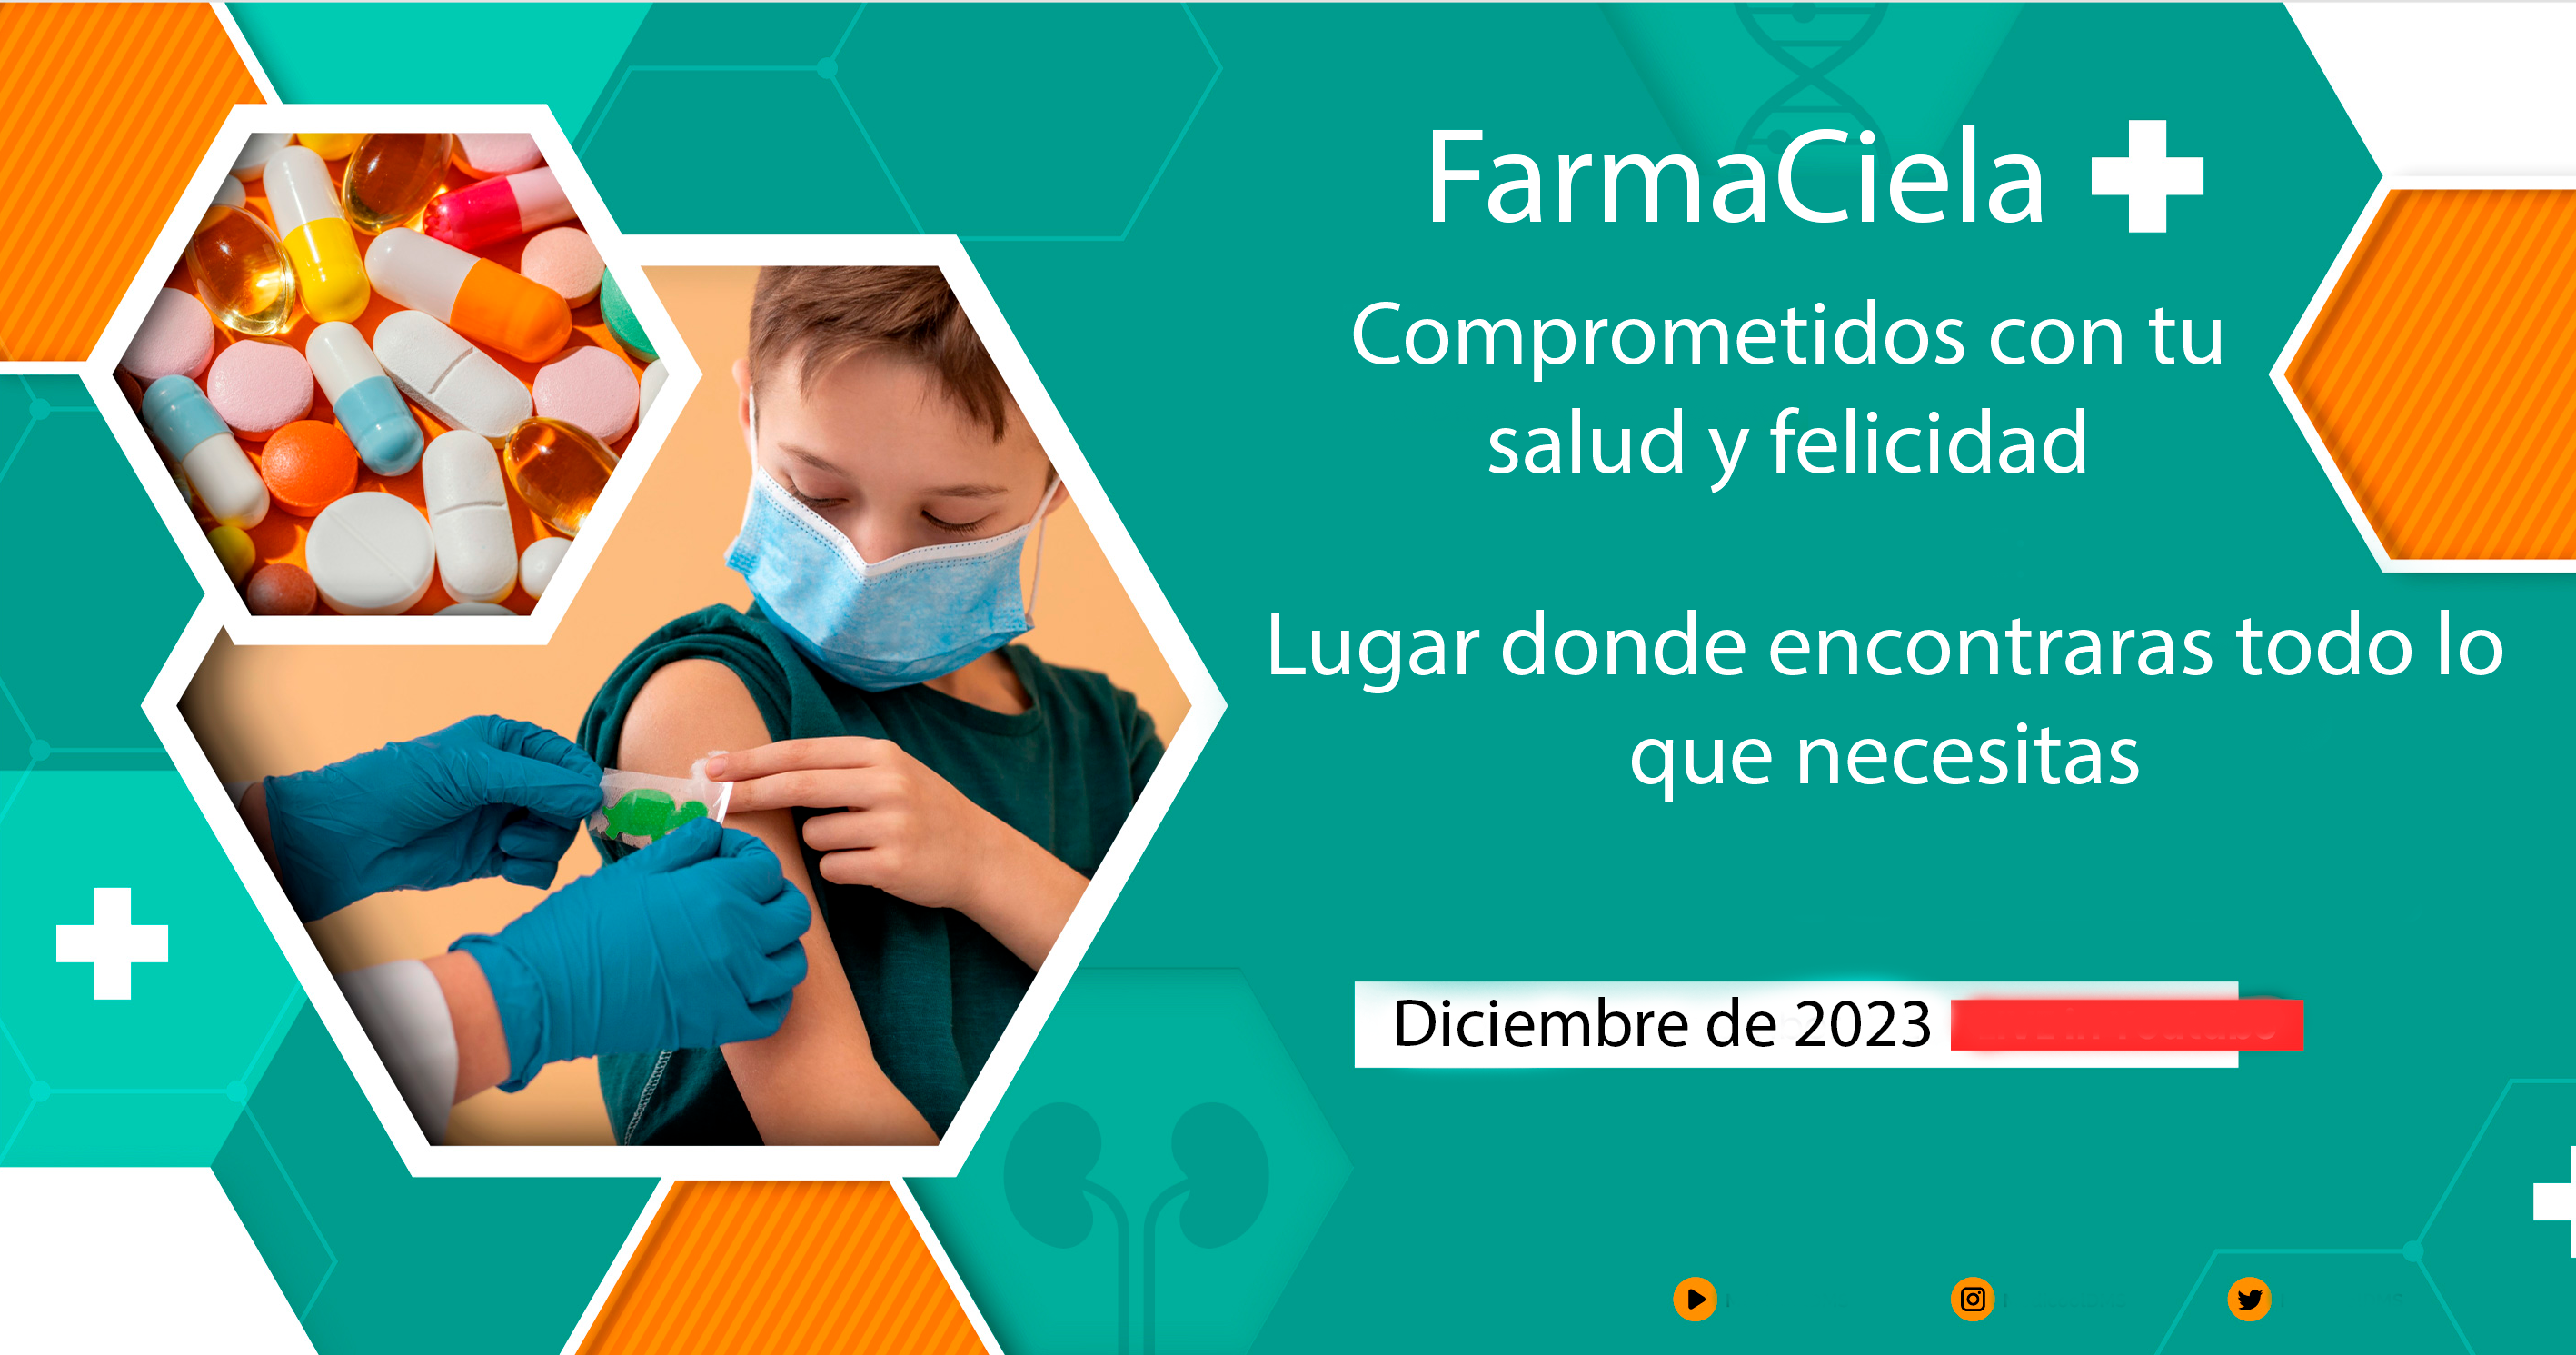 FarmaCiela
Comprometidos con tu
salud y felicidad
Lugar donde encontraras todo lo
que necesitas
Diciembre de 2023